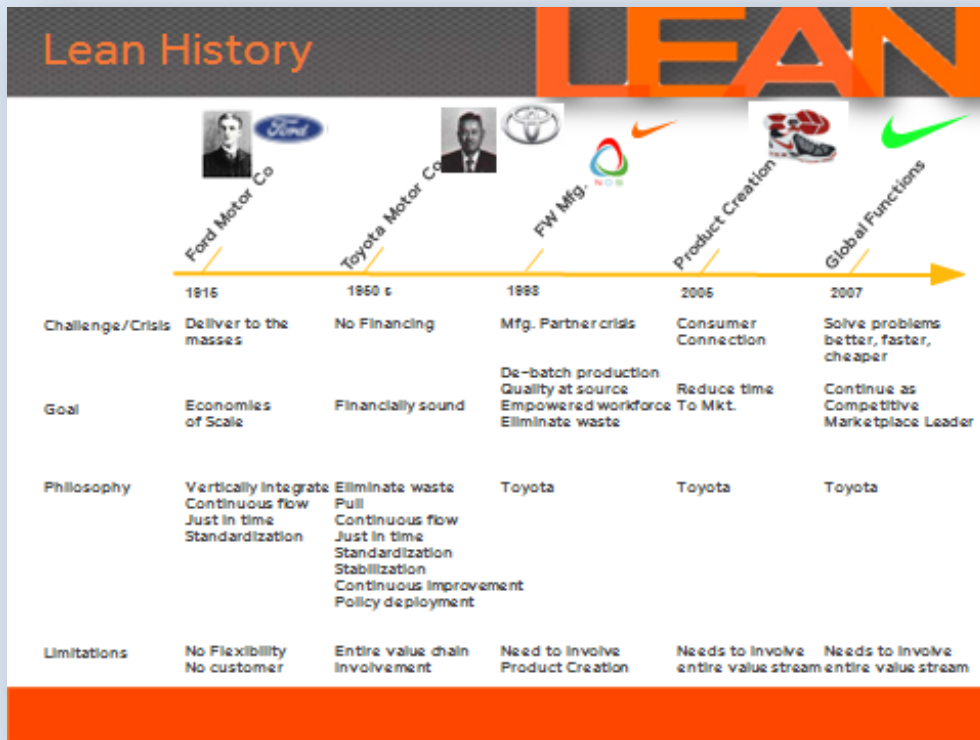 Lean History
LEAN
Ford
NOS
Ford Motor Co
Toyota Motor Co
FW Mfg.
Product Creation
Global Functions
1915
1950 s
1998
2005
2007
Challenge/Crisis
Deliver to the
masses
No Financing
Mfg. Partner crisis
Consumer
Connection
Solve problems
better, faster,
cheaper
Goal
Economies
of Scale
Financially sound
De-batch production
Quality at source
Empowered workforce
Eliminate waste
Reduce time
To Mkt.
Continue as
Competitive
Marketplace Leader
Philosophy
Vertically Integrate
Continuous flow
Just in time
Standardization
Eliminate waste
Pull
Continuous flow
Just in time
Standardization
Stabilization
Continuous improvement
Policy deployment
Toyota
Toyota
Toyota
Limitations
No Flexibility
No customer
Entire value chain
involvement
Need to involve
Product Creation
Needs to involve
entire value stream
Needs to involve
entire value stream